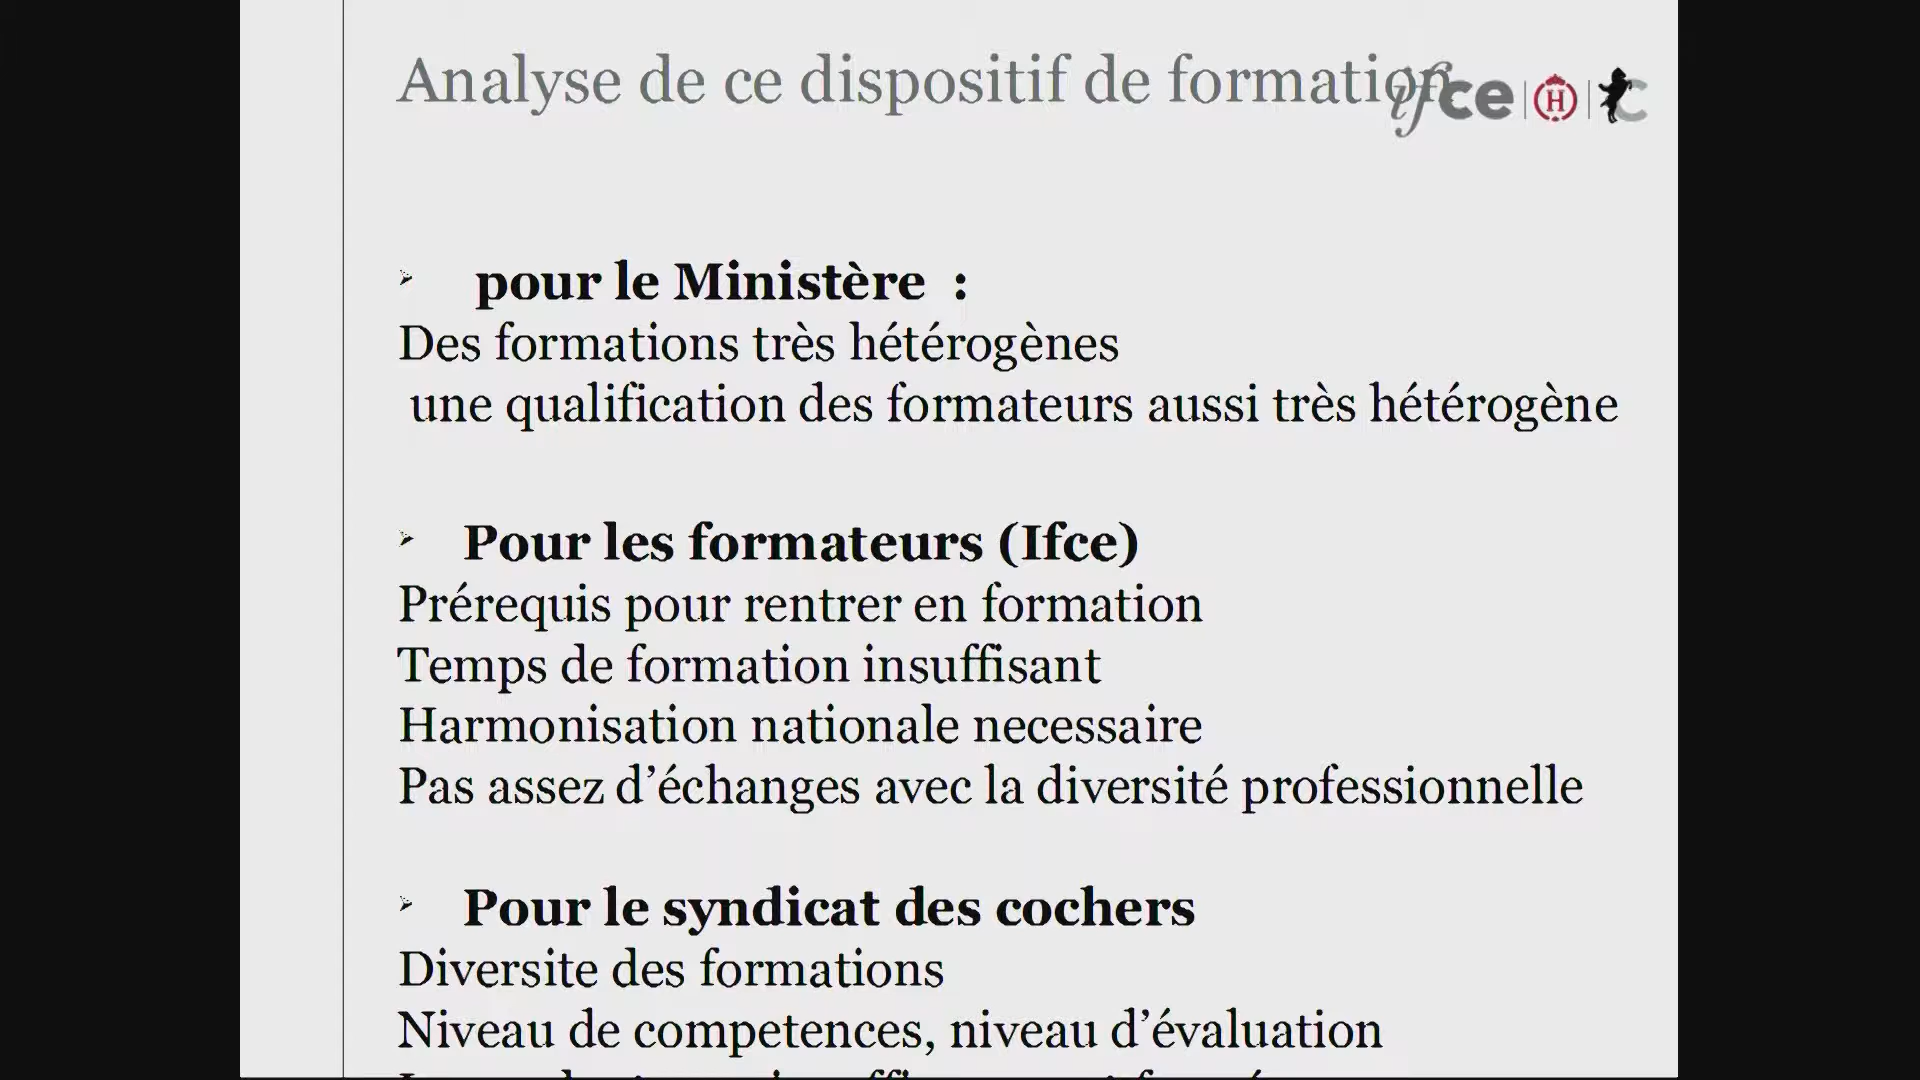 Analyse de ce dispositif de formation
ifce | H | C
pour le Ministère :
Des formations très hétérogènes
une qualification des formateurs aussi très hétérogène
Pour les formateurs (Ifce)
Prérequis pour rentrer en formation
Temps de formation insuffisant
Harmonisation nationale necessaire
Pas assez d’échanges avec la diversité professionnelle
Pour le syndicat des cochers
Diversite des formations
Niveau de competences, niveau d’évaluation